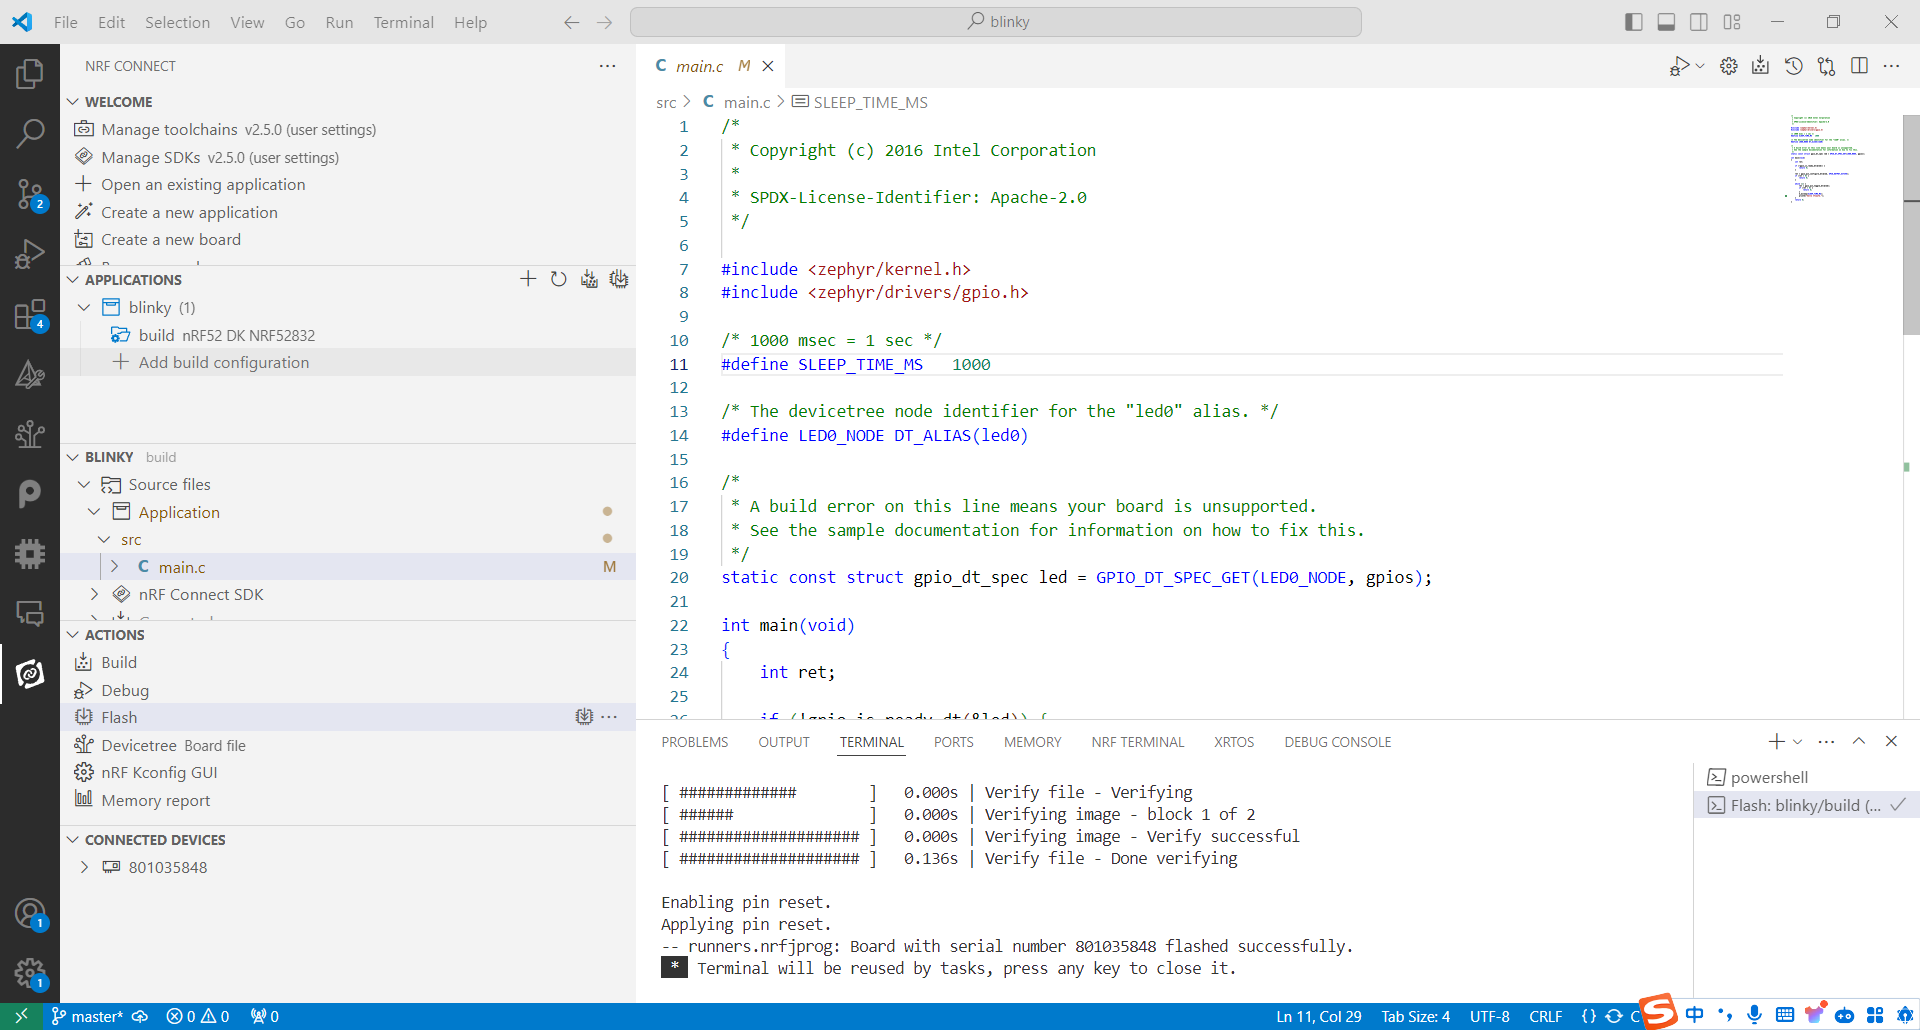 File Edit Selection View Go Run Terminal Help
blinky
NRF CONNECT
WELCOME
Manage toolchains v2.5.0 (user settings)
Manage SDKs v2.5.0 (user settings)
Open an existing application
Create a new application
Create a new board
APPLICATIONS
blinky (1)
build nRF52 DK NRF52832
Add build configuration
BLINKY build
Source files
Application
src
C main.c M
nRF Connect SDK
ACTIONS
Build
Debug
Flash
Devicetree Board file
nRF Kconfig GUI
Memory report
CONNECTED DEVICES
801035848
2
4
1
1
C main.c M
src > C main.c > SLEEP_TIME_MS
1 /*
2 * Copyright (c) 2016 Intel Corporation
3 *
4 * SPDX-License-Identifier: Apache-2.0
5 */
6
7 #include <zephyr/kernel.h>
8 #include <zephyr/drivers/gpio.h>
9
10 /* 1000 msec = 1 sec */
11 #define SLEEP_TIME_MS   1000
12
13 /* The devicetree node identifier for the "led0" alias. */
14 #define LED0_NODE DT_ALIAS(led0)
15
16 /*
17 * A build error on this line means your board is unsupported.
18 * See the sample documentation for information on how to fix this.
19 */
20 static const struct gpio_dt_spec led = GPIO_DT_SPEC_GET(LED0_NODE, gpios);
21
22 int main(void)
23 {
24 int ret;
25
26 if (!gpio_is_ready_dt(&led)) {
PROBLEMS OUTPUT TERMINAL PORTS MEMORY NRF TERMINAL XRTOS DEBUG CONSOLE
[ ############# ] 0.000s | Verify file - Verifying
[ ###### ] 0.000s | Verifying image - block 1 of 2
[ #################### ] 0.000s | Verifying image - Verify successful
[ #################### ] 0.136s | Verify file - Done verifying
Enabling pin reset.
Applying pin reset.
-- runners.nrfjprog: Board with serial number 801035848 flashed successfully.
* Terminal will be reused by tasks, press any key to close it.
powershell
Flash: blinky/build (...
master* 0 0 0
Ln 11, Col 29 Tab Size: 4 UTF-8 CRLF {} C
S 中